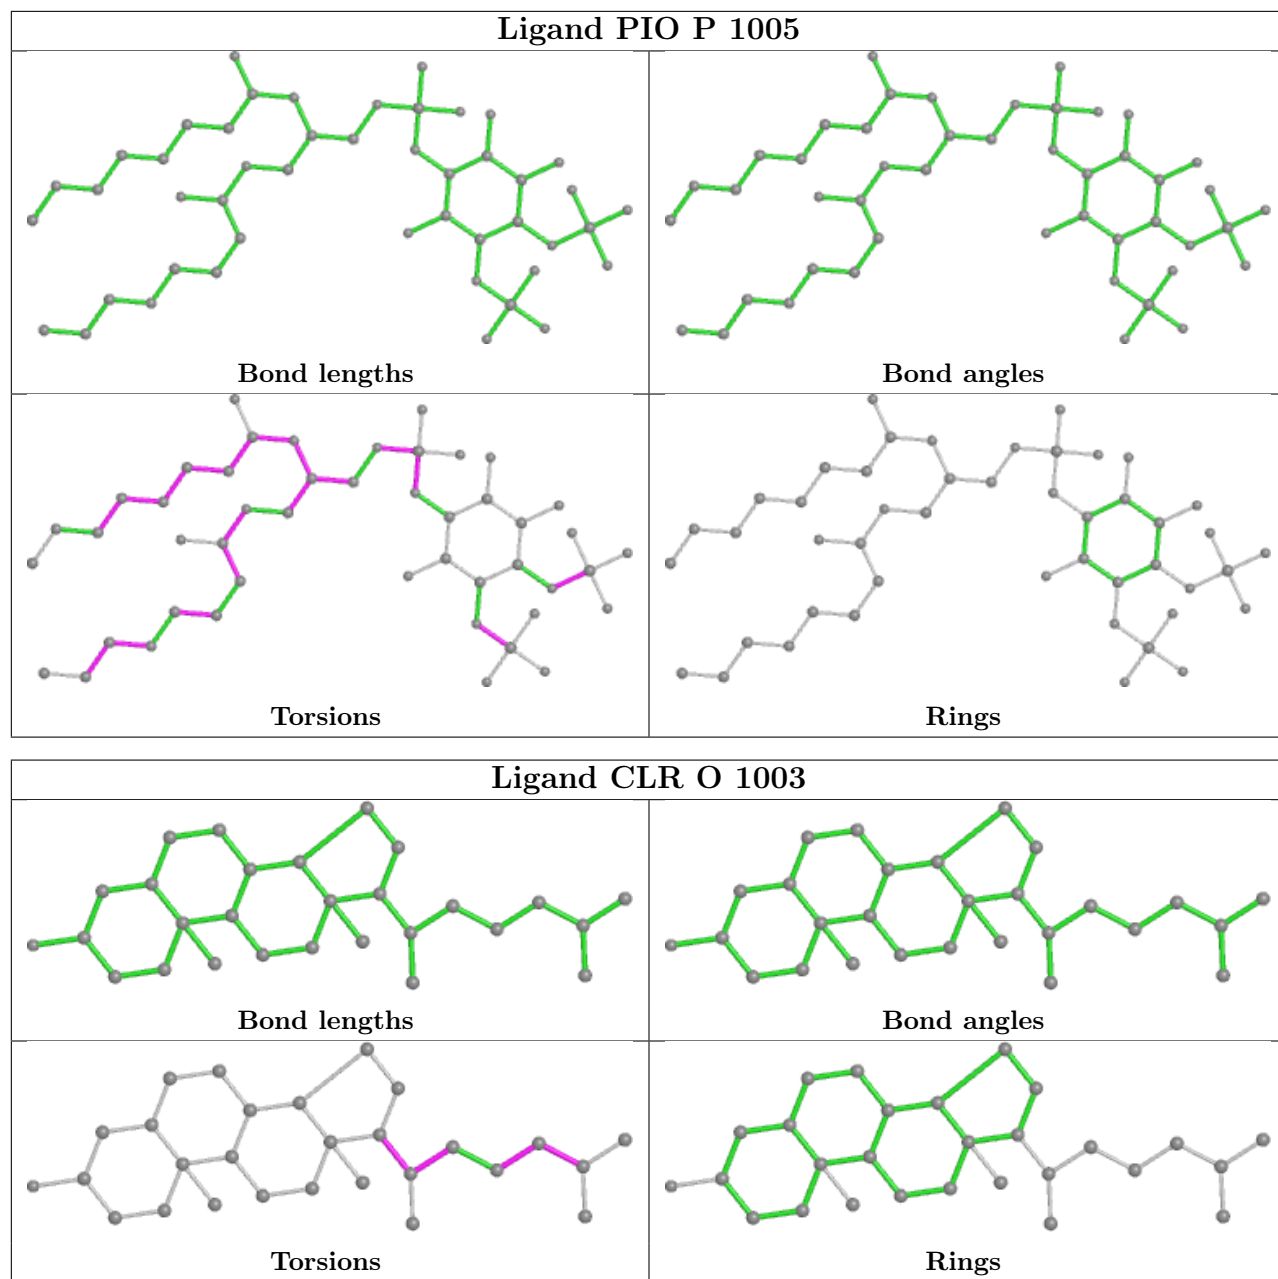 Ligand PIO P 1005
Bond lengths
Bond angles
Torsions
Rings
Ligand CLR O 1003
Bond lengths
Bond angles
Torsions
Rings